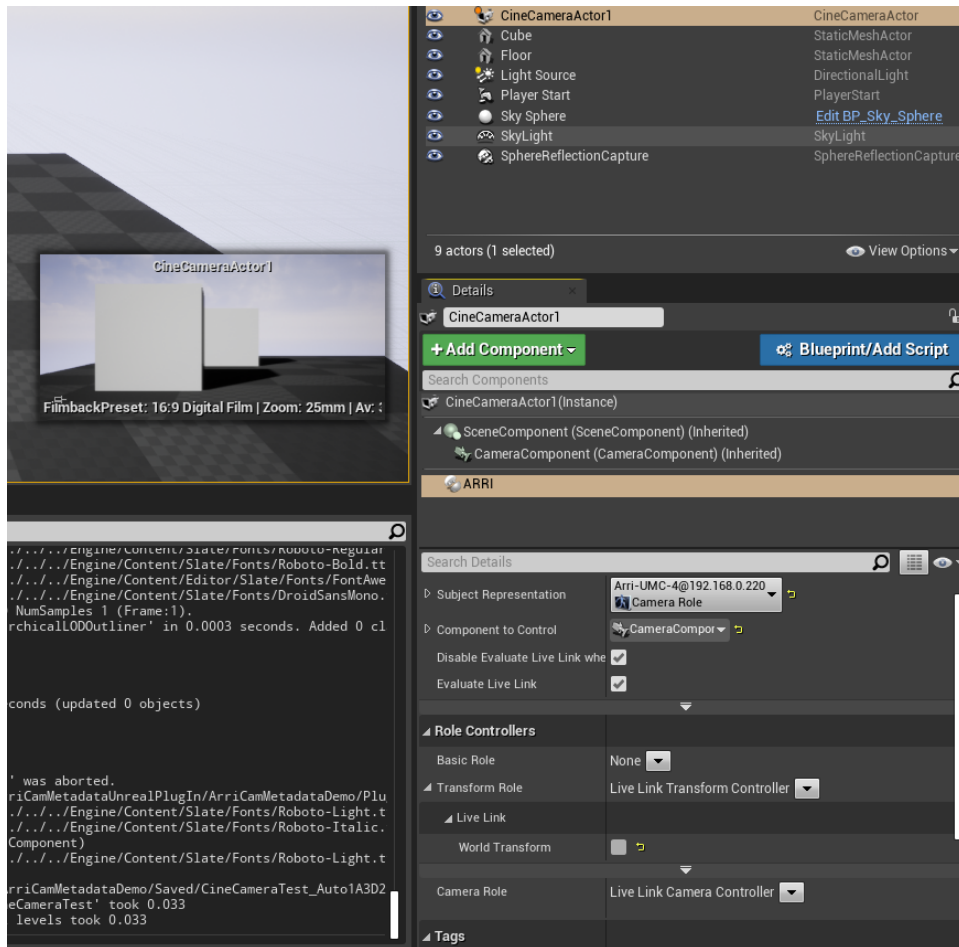 CineCameraActor1 CineCameraActor
Cube StaticMeshActor
Floor StaticMeshActor
Light Source DirectionalLight
Player Start PlayerStart
Sky Sphere Edit BP_Sky_Sphere
SkyLight SkyLight
SphereReflectionCapture SphereReflectionCapture
9 actors (1 selected) View Options
CineCameraActor1
FilmbackPreset: 16:9 Digital Film | Zoom: 25mm | Av:
Details
CineCameraActor1
+Add Component Blueprint/Add Script
Search Components
CineCameraActor1(Instance)
SceneComponent (SceneComponent) (Inherited)
CameraComponent (CameraComponent) (Inherited)
ARRI
Search Details
Subject Representation Arri-UMC-4@192.168.0.220
Camera Role
Component to Control CameraCompor
Disable Evaluate Live Link whe
Evaluate Live Link
Role Controllers
Basic Role None
Transform Role Live Link Transform Controller
Live Link
World Transform
Camera Role Live Link Camera Controller
Tags
./../../Engine/Content/Slate/Fonts/Roboto-Regular
./../../Engine/Content/Slate/Fonts/Roboto-Bold.tt
./../../Engine/Content/Editor/Slate/Fonts/FontAwe
./../../Engine/Content/Slate/Fonts/DroidSansMono.
NumSamples 1 (Frame:1).
rchicalLODOutliner' in 0.0003 seconds. Added 0 cl
conds (updated 0 objects)
' was aborted.
riCamMetadataUnrealPlugIn/ArriCamMetadataDemo/Plu
./../../Engine/Content/Slate/Fonts/Roboto-Light.t
./../../Engine/Content/Slate/Fonts/Roboto-Italic.
Component)
./../../Engine/Content/Slate/Fonts/Roboto-Light.t
rriCamMetadataDemo/Saved/CineCameraTest_Auto1A3D2
eCameraTest' took 0.033
levels took 0.033